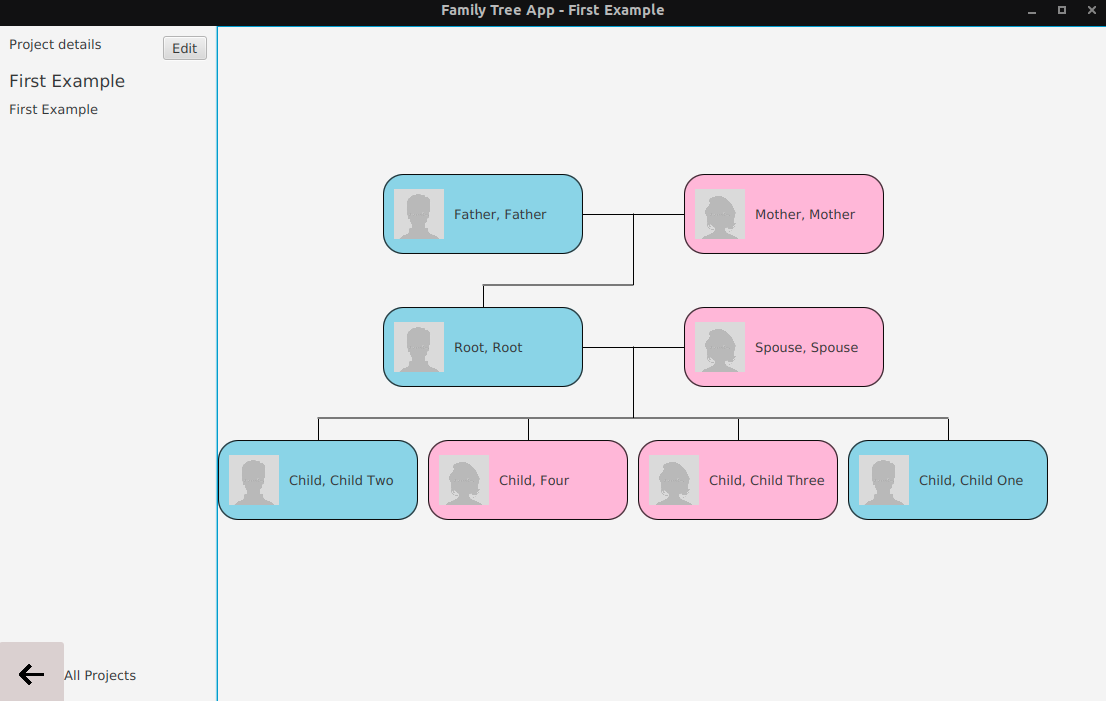 Family Tree App - First Example
Project details
Edit
First Example
First Example
Father, Father
Mother, Mother
Root, Root
Spouse, Spouse
Child, Child Two
Child, Four
Child, Child Three
Child, Child One
All Projects